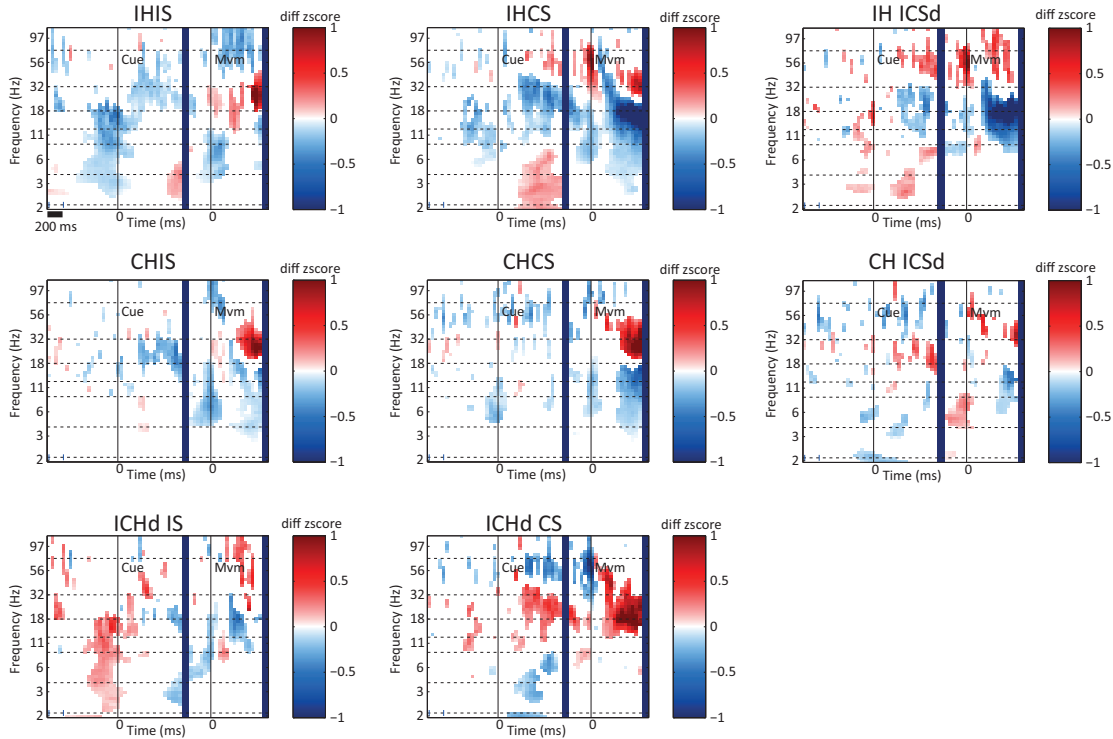 IHIS
diff zscore
Frequency (Hz)
97
56
32
18
11
6
3
2
Cue
Mvm
1
0.5
0
−0.5
−1
0
0
Time (ms)
200 ms
IHCS
diff zscore
Frequency (Hz)
97
56
32
18
11
6
3
2
Cue
Mvm
1
0.5
0
−0.5
−1
0
0
Time (ms)
IH ICSd
diff zscore
Frequency (Hz)
97
56
32
18
11
6
3
2
Cue
Mvm
1
0.5
0
−0.5
−1
0
0
Time (ms)
CHIS
diff zscore
Frequency (Hz)
97
56
32
18
11
6
3
2
Cue
Mvm
1
0.5
0
−0.5
−1
0
0
Time (ms)
CHCS
diff zscore
Frequency (Hz)
97
56
32
18
11
6
3
2
Cue
Mvm
1
0.5
0
−0.5
−1
0
0
Time (ms)
CH ICSd
diff zscore
Frequency (Hz)
97
56
32
18
11
6
3
2
Cue
Mvm
1
0.5
0
−0.5
−1
0
0
Time (ms)
ICHd IS
diff zscore
Frequency (Hz)
97
56
32
18
11
6
3
2
Cue
Mvm
1
0.5
0
−0.5
−1
0
0
Time (ms)
ICHd CS
diff zscore
Frequency (Hz)
97
56
32
18
11
6
3
2
Cue
Mvm
1
0.5
0
−0.5
−1
0
0
Time (ms)